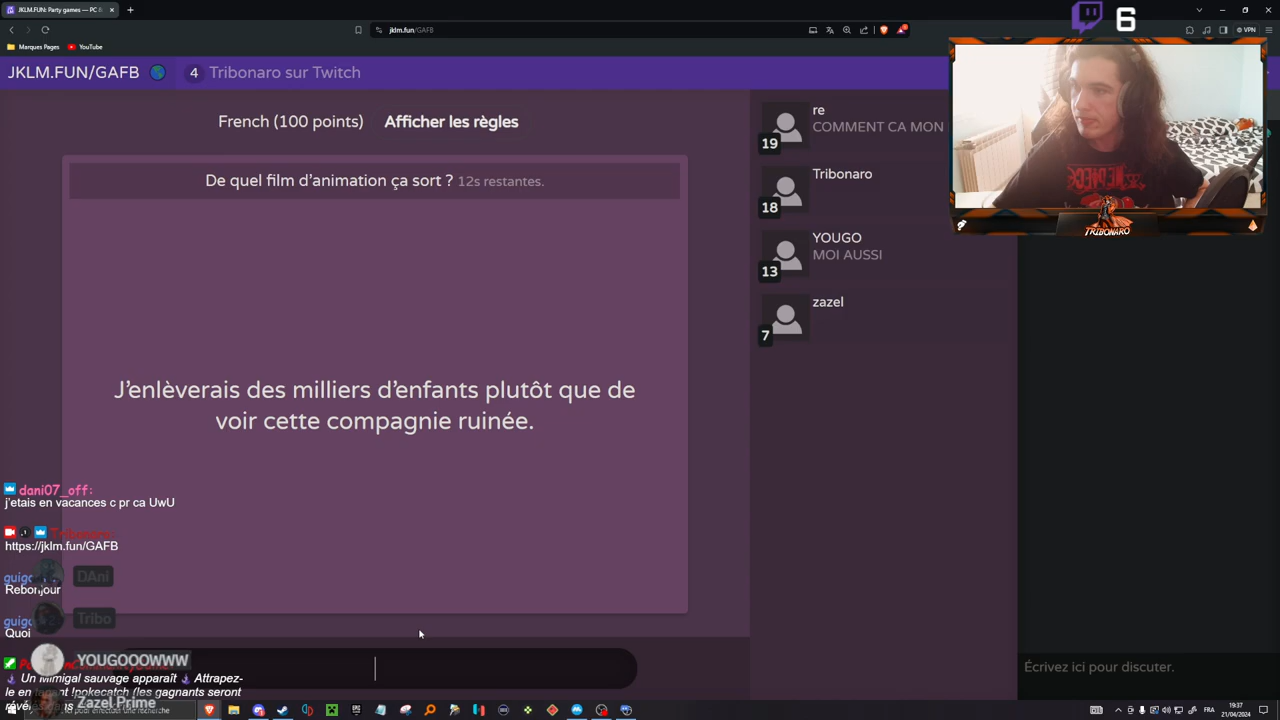 JKLM.FUN: Party games — PC 6
jklm.fun/GAFB
VPN
Marques Pages
YouTube
6
JKLM.FUN/GAFB
4
Tribonaro sur Twitch
French (100 points)
Afficher les règles
De quel film d'animation ça sort ? 12s restantes.
J'enlèverais des milliers d'enfants plutôt que de
voir cette compagnie ruinée.
re
COMMENT CA MON
19
Tribonaro
18
YOUGO
MOI AUSSI
13
zazel
7
TRIBONARO
dani07_off:
j'etais en vacances c pr ca UwU
Tribonaro:
https://jklm.fun/GAFB
DAni
Rebonjour
Tribo
Quoi
YOUGOOOWWW
Un Mimigal sauvage apparaît Attrapez-
le en tapant !pokecatch (les gagnants seront
Zazel Prime
Écrivez ici pour discuter.
FRA
19:37
21/04/2024